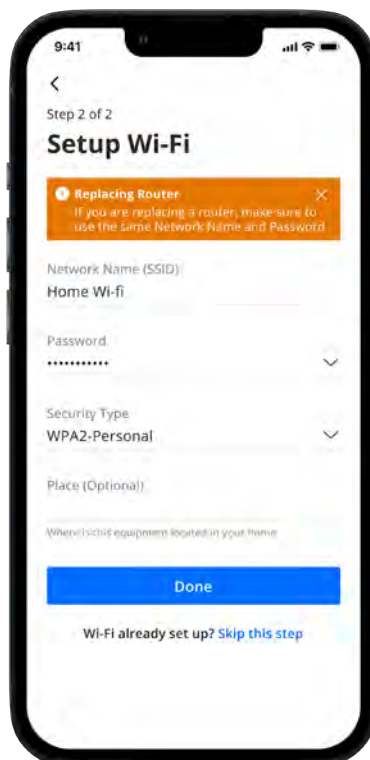 9:41
Step 2 of 2
Setup Wi-Fi
Replacing Router
If you are replacing a router, make sure to
use the same Network Name and Password
Network Name (SSID)
Home Wi-fi
Password
•••••••••••
Security Type
WPA2-Personal
Place (Optional)
Where is this equipment located in your home
Done
Wi-Fi already set up? Skip this step